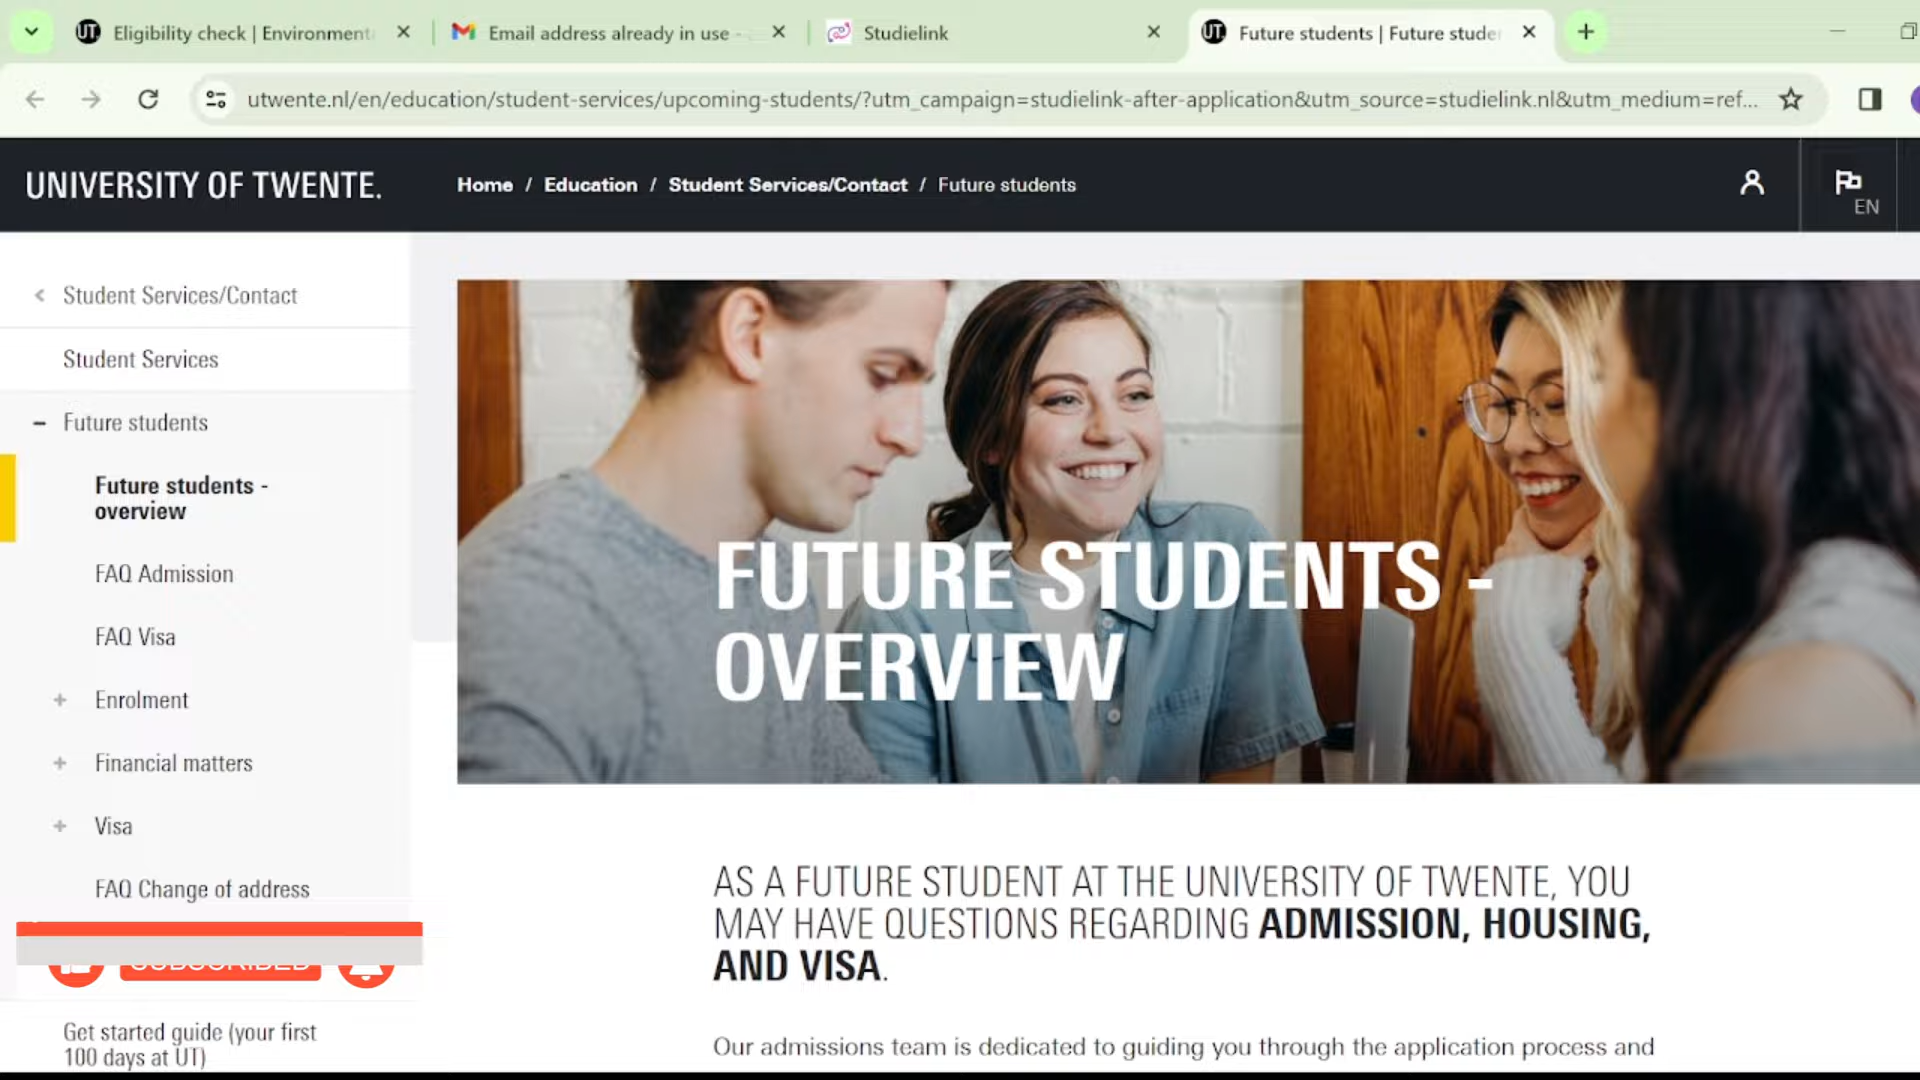 Eligibility check | Environment
Email address already in use -
Studielink
Future students | Future stude
utwente.nl/en/education/student-services/upcoming-students/?utm_campaign=studielink-after-application&utm_source=studielink.nl&utm_medium=ref...
UNIVERSITY OF TWENTE.
Home / Education / Student Services/Contact / Future students
EN
Student Services/Contact
Student Services
Future students
Future students -
overview
FAQ Admission
FAQ Visa
Enrolment
Financial matters
Visa
FAQ Change of address
SUBSCRIBED
Get started guide (your first
100 days at UT)
FUTURE STUDENTS -
OVERVIEW
AS A FUTURE STUDENT AT THE UNIVERSITY OF TWENTE, YOU
MAY HAVE QUESTIONS REGARDING ADMISSION, HOUSING,
AND VISA.
Our admissions team is dedicated to guiding you through the application process and